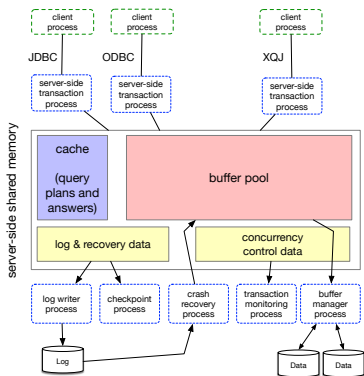 client
process
client
process
client
process
JDBC
ODBC
XQJ
server-side
transaction
process
server-side
transaction
process
server-side
transaction
process
server-side shared memory
cache
(query
plans and
answers)
buffer pool
log & recovery data
concurrency
control data
log writer
process
checkpoint
process
crash
recovery
process
transaction
monitoring
process
buffer
manager
process
Log
Data
Data